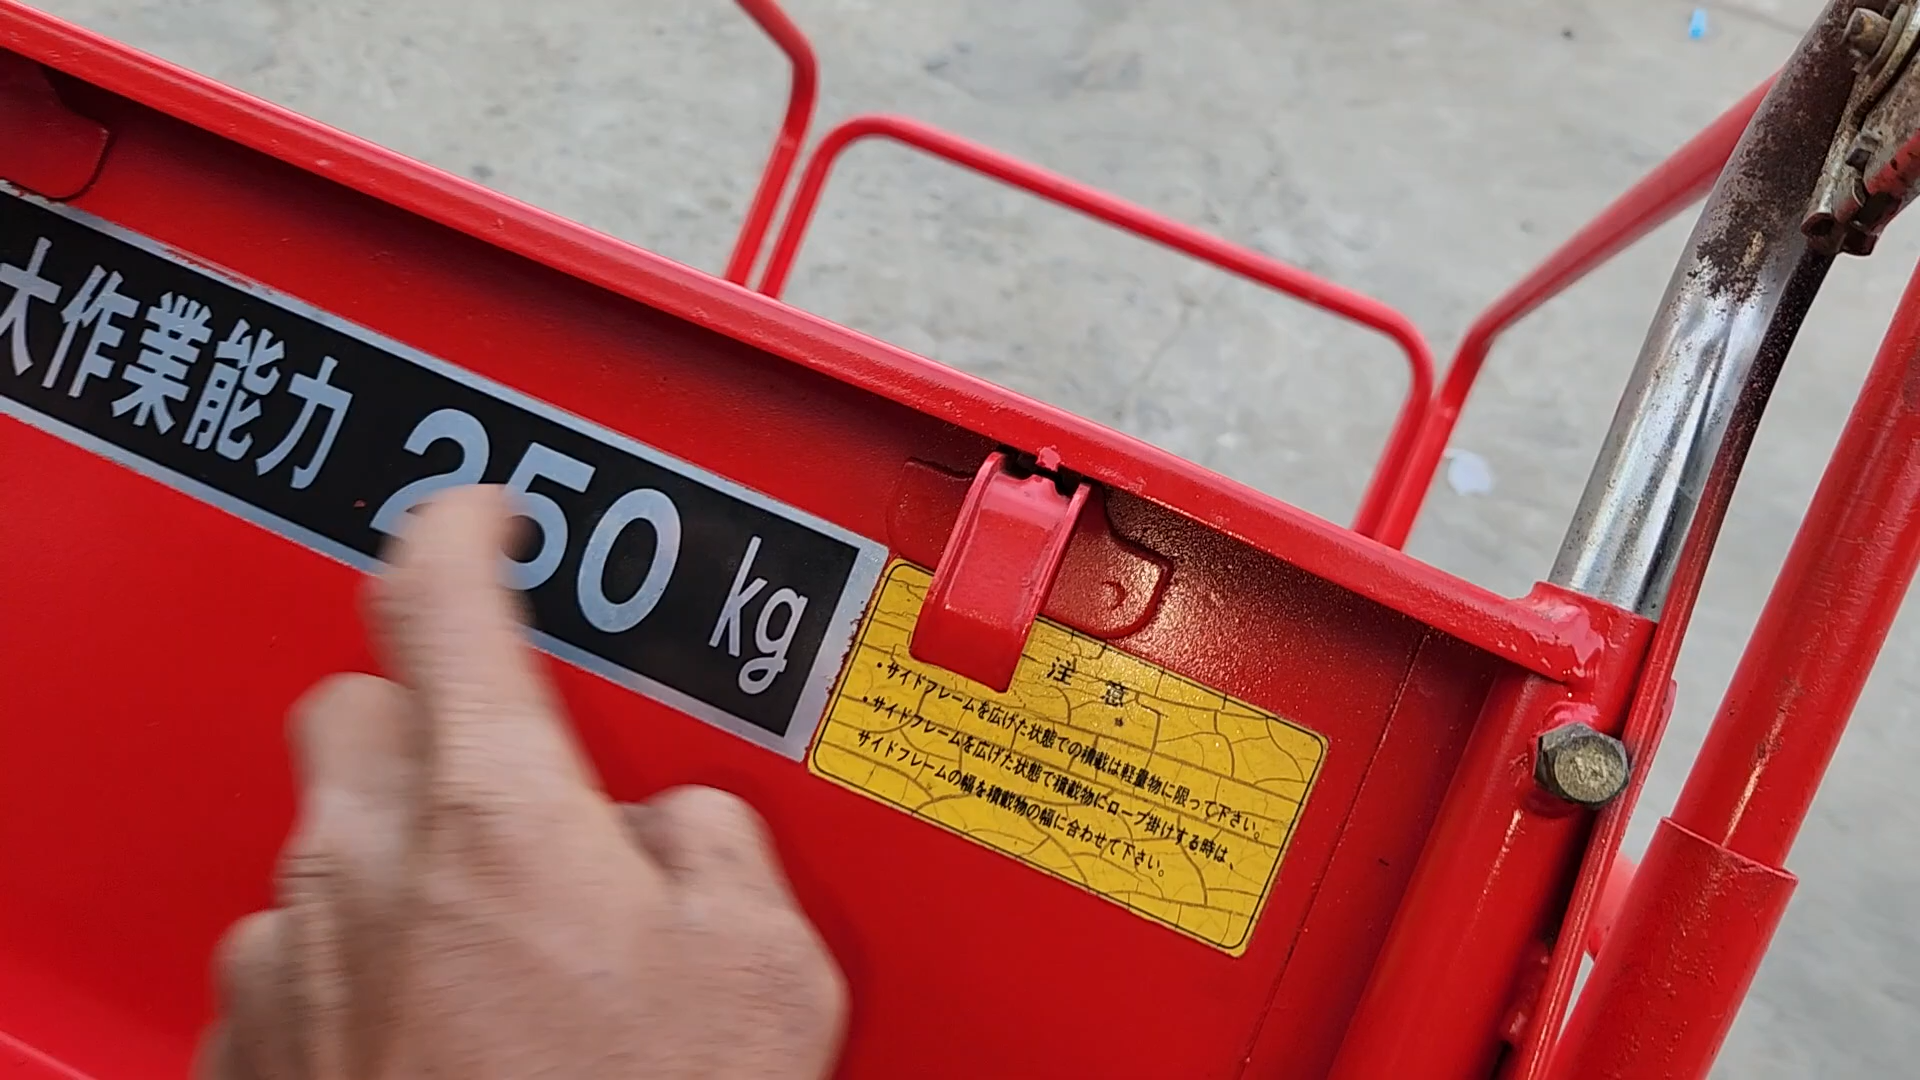 大作業能力 250 kg
注 意
・サイドフレームを広げた状態での積載は軽量物に限って下さい。
・サイドフレームを広げた状態で積載物にロープ掛けする時は、
サイドフレームの幅を積載物の幅に合わせて下さい。